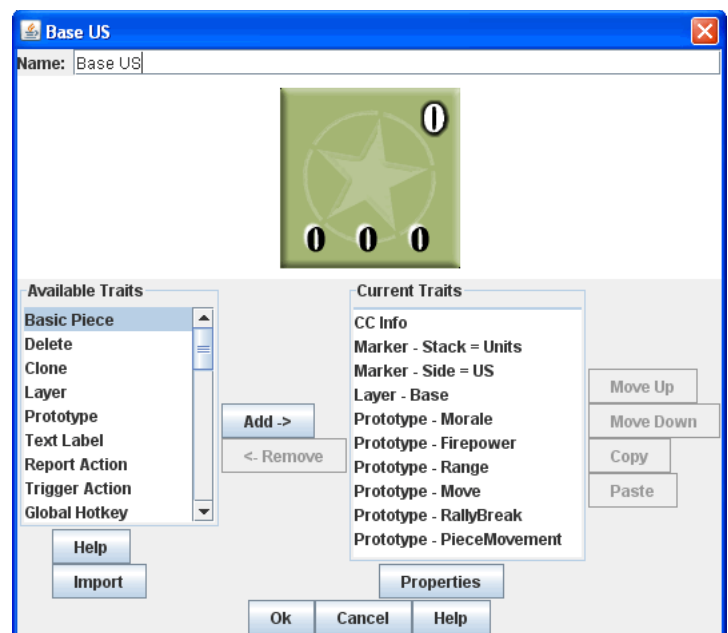 Base US
Name: Base US
0
0 0 0
Available Traits
Basic Piece
Delete
Clone
Layer
Prototype
Text Label
Report Action
Trigger Action
Global Hotkey
Help
Import
Add ->
<- Remove
Current Traits
CC Info
Marker - Stack = Units
Marker - Side = US
Layer - Base
Prototype - Morale
Prototype - Firepower
Prototype - Range
Prototype - Move
Prototype - RallyBreak
Prototype - PieceMovement
Properties
Move Up
Move Down
Copy
Paste
Ok Cancel Help